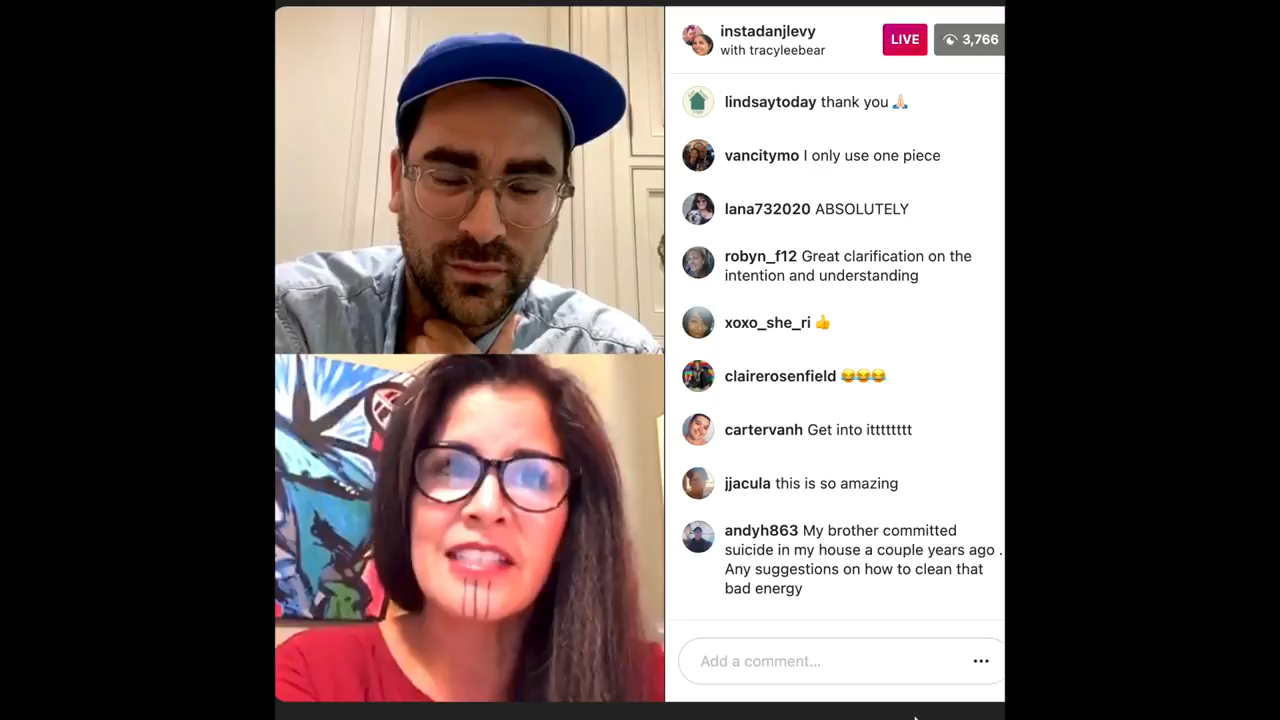 instadanjlevy
with tracyleebear
LIVE
3,766
lindsaytoday thank you 🙏🏻
vancitymo I only use one piece
lana732020 ABSOLUTELY
robyn_f12 Great clarification on the
intention and understanding
xoxo_she_ri 👍
clairerosenfield 😂😂😂
cartervanh Get into itttttttt
jjacula this is so amazing
andyh863 My brother committed
suicide in my house a couple years ago .
Any suggestions on how to clean that
bad energy
Add a comment...